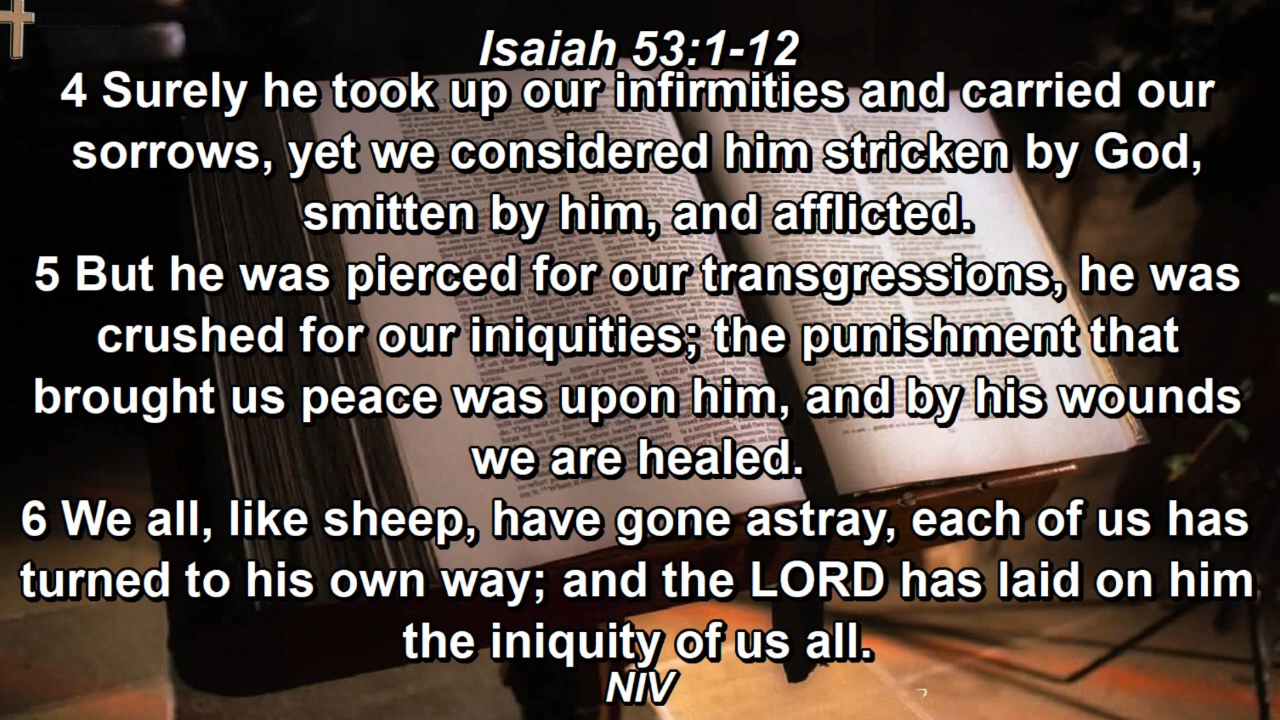 Isaiah 53:1-12
4 Surely he took up our infirmities and carried our
sorrows, yet we considered him stricken by God,
smitten by him, and afflicted.
5 But he was pierced for our transgressions, he was
crushed for our iniquities; the punishment that
brought us peace was upon him, and by his wounds
we are healed.
6 We all, like sheep, have gone astray, each of us has
turned to his own way; and the LORD has laid on him
the iniquity of us all.
NIV